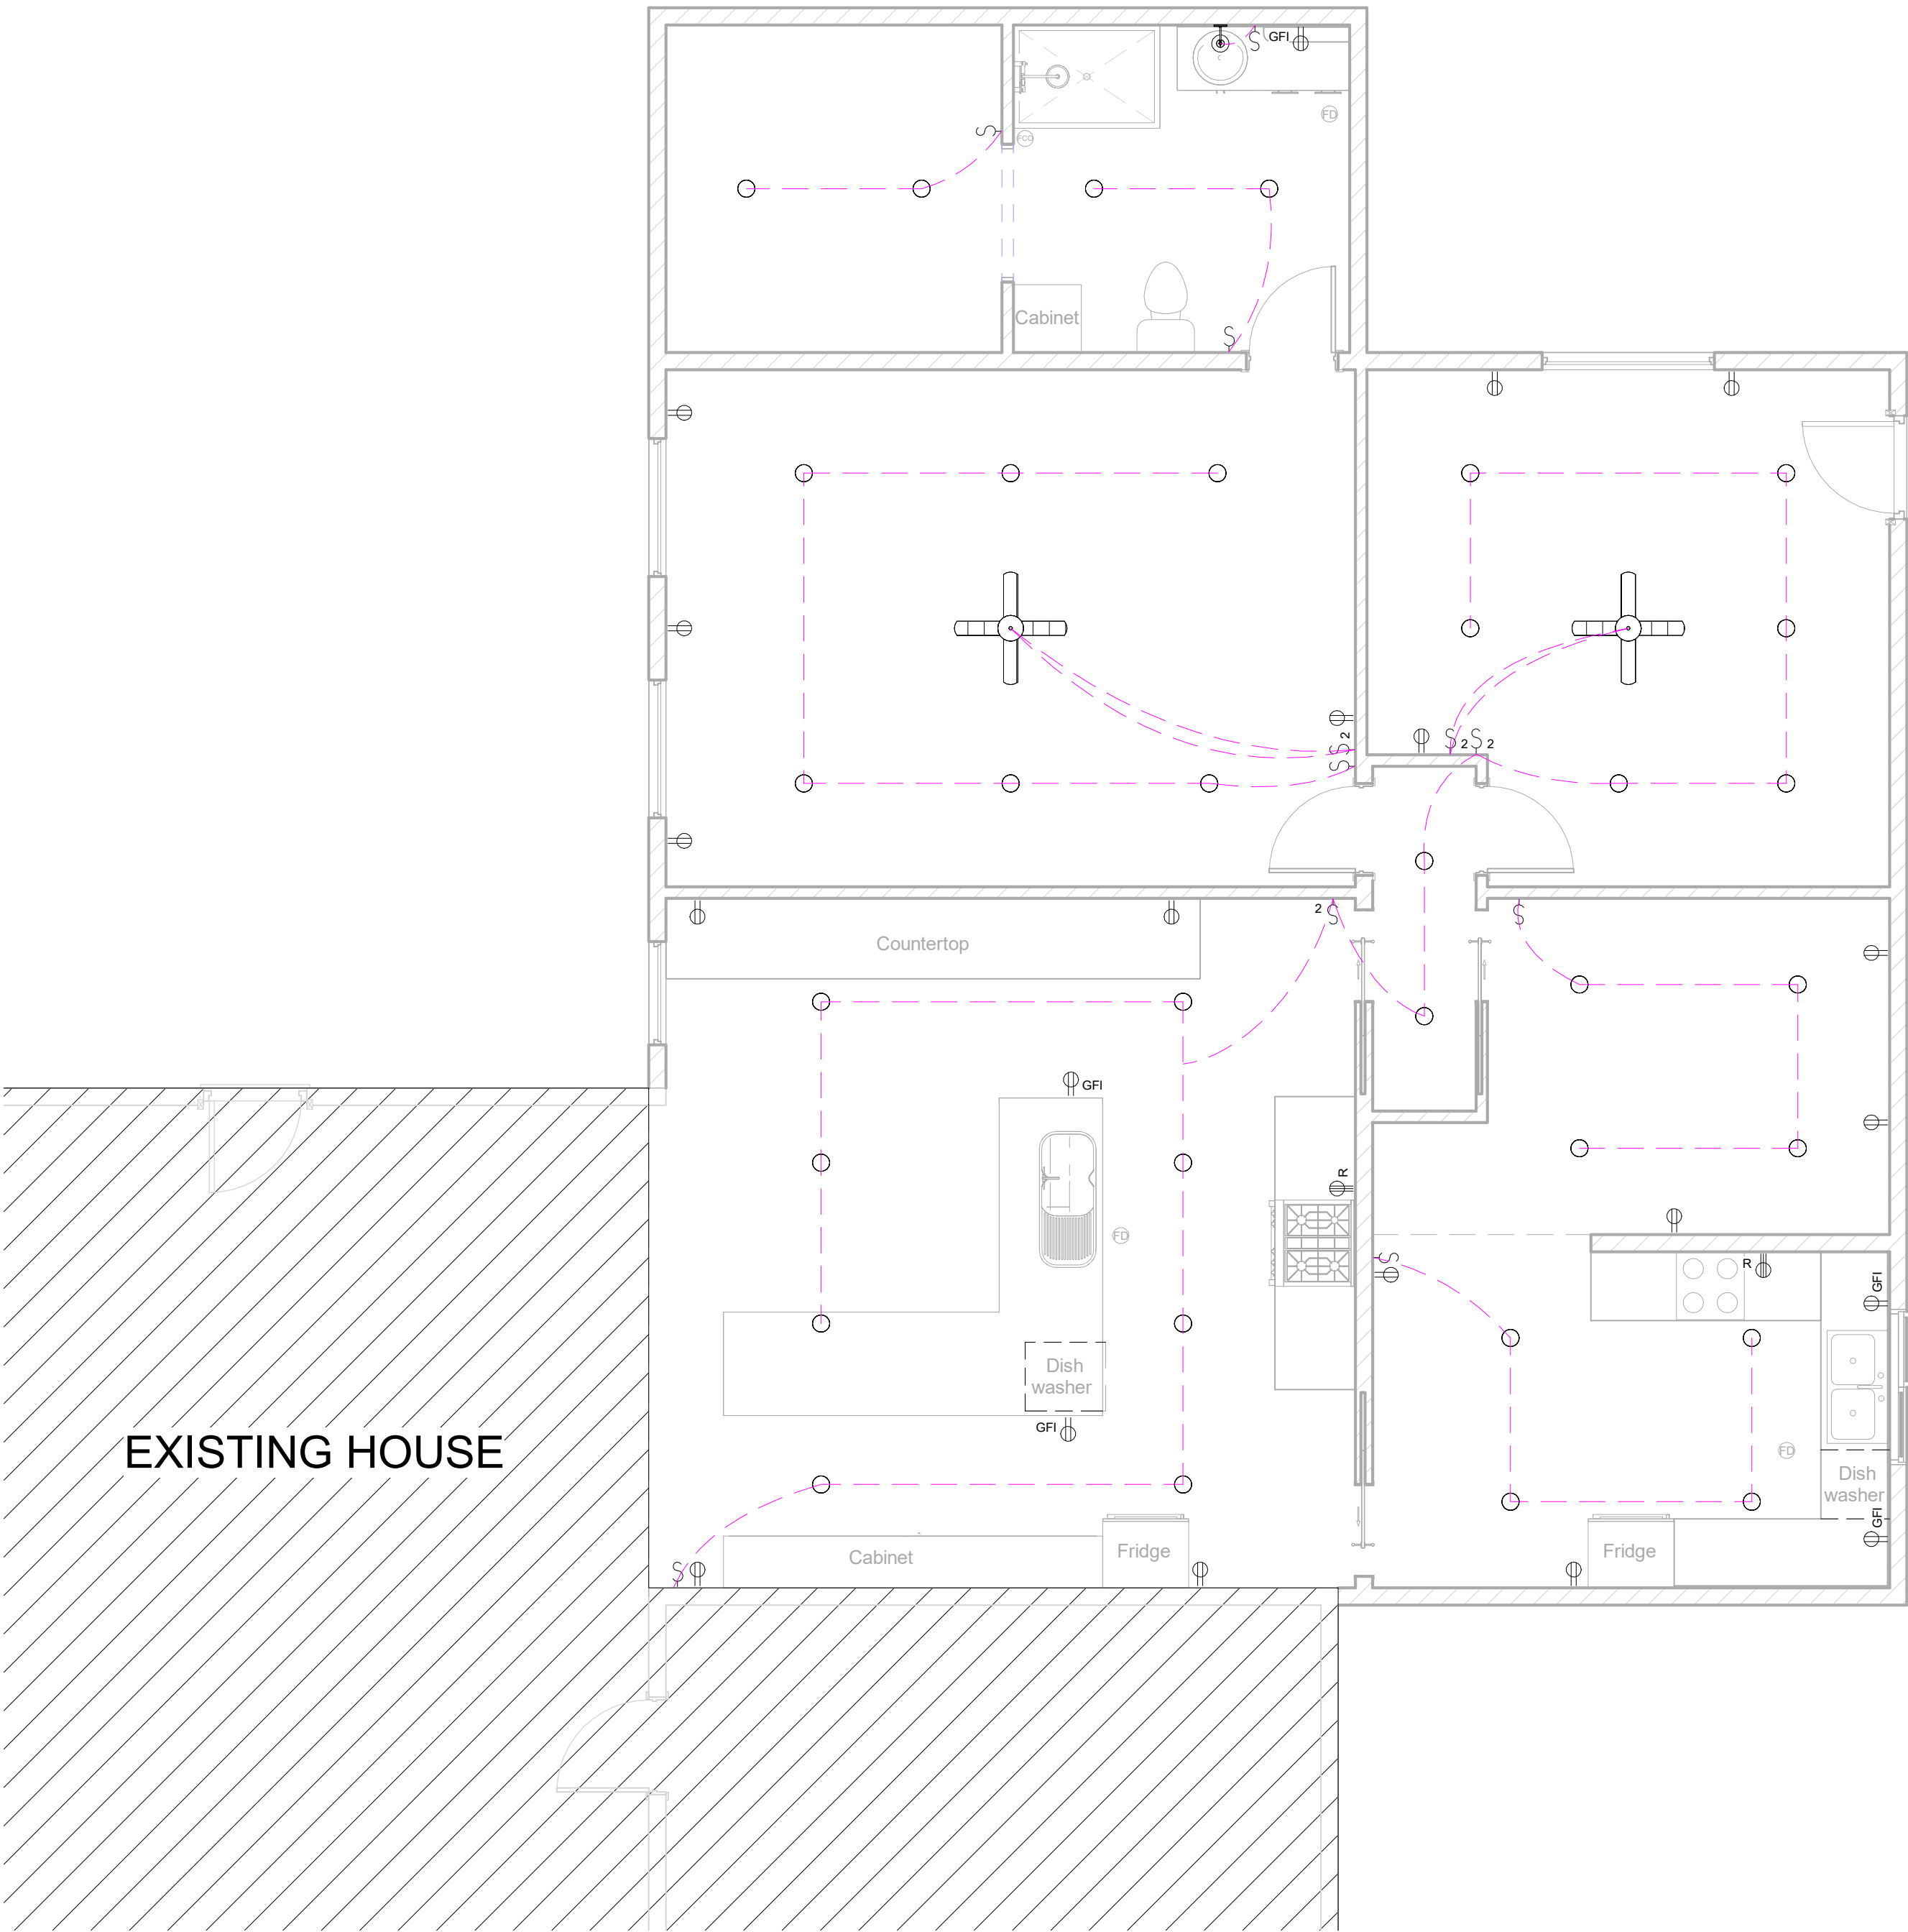 S
GFI
FD
S
FCO
Cabinet
S
2
S
S
S 2 S 2
2 S
S
Countertop
GFI
R
FD
S
R
GFI
Dish
washer
GFI
EXISTING HOUSE
FD
Dish
washer
GFI
Cabinet
Fridge
Fridge
S